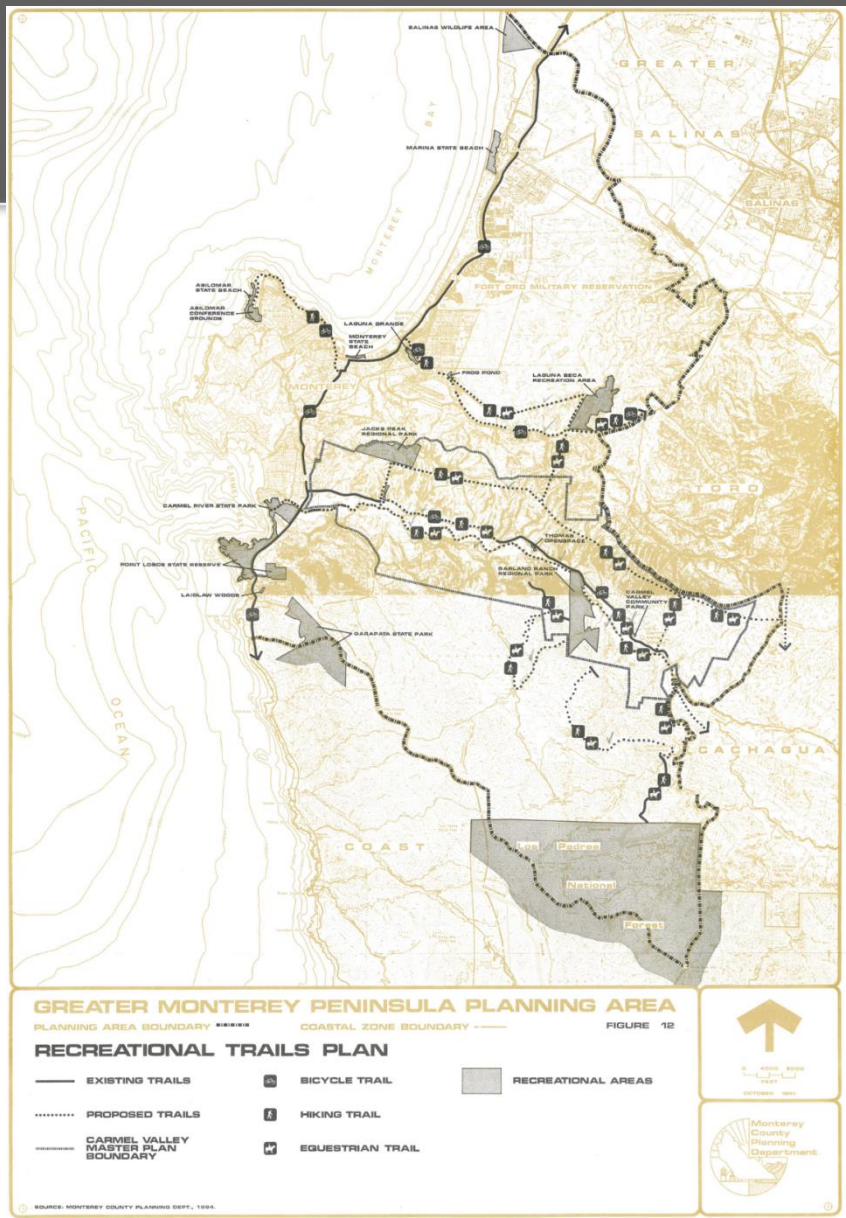 SALINAS WILDLIFE AREA
GREATER
SALINAS
BAY
MARINA STATE BEACH
SALINAS
MONTEREY
ASILOMAR
STATE BEACH
FORT ORD MILITARY RESERVATION
ASILOMAR
CONFERENCE
GROUNDS
LAGUNA GRANDE
MONTEREY
STATE
BEACH
FROG POND
LAGUNA SECA
RECREATION AREA
MONTEREY
JACKS PEAK
REGIONAL PARK
TORO
CARMEL RIVER STATE PARK
PACIFIC
THOMAS
OPENSPACE
POINT LOBOS STATE RESERVE
GARLAND RANCH
REGIONAL PARK
LAIDLAW WOODS
CARMEL
VALLEY
COMMUNITY
PARK
GARAPATA STATE PARK
OCEAN
CACHAGUA
COAST
Los Padres
National
Forest
GREATER MONTEREY PENINSULA PLANNING AREA
PLANNING AREA BOUNDARY COASTAL ZONE BOUNDARY FIGURE 12
RECREATIONAL TRAILS PLAN
EXISTING TRAILS BICYCLE TRAIL RECREATIONAL AREAS
PROPOSED TRAILS HIKING TRAIL
CARMEL VALLEY
MASTER PLAN
BOUNDARY
EQUESTRIAN TRAIL
0 4000 8000
FEET
OCTOBER
Monterey
County
Planning
Department
SOURCE: MONTEREY COUNTY PLANNING DEPT., 1994.